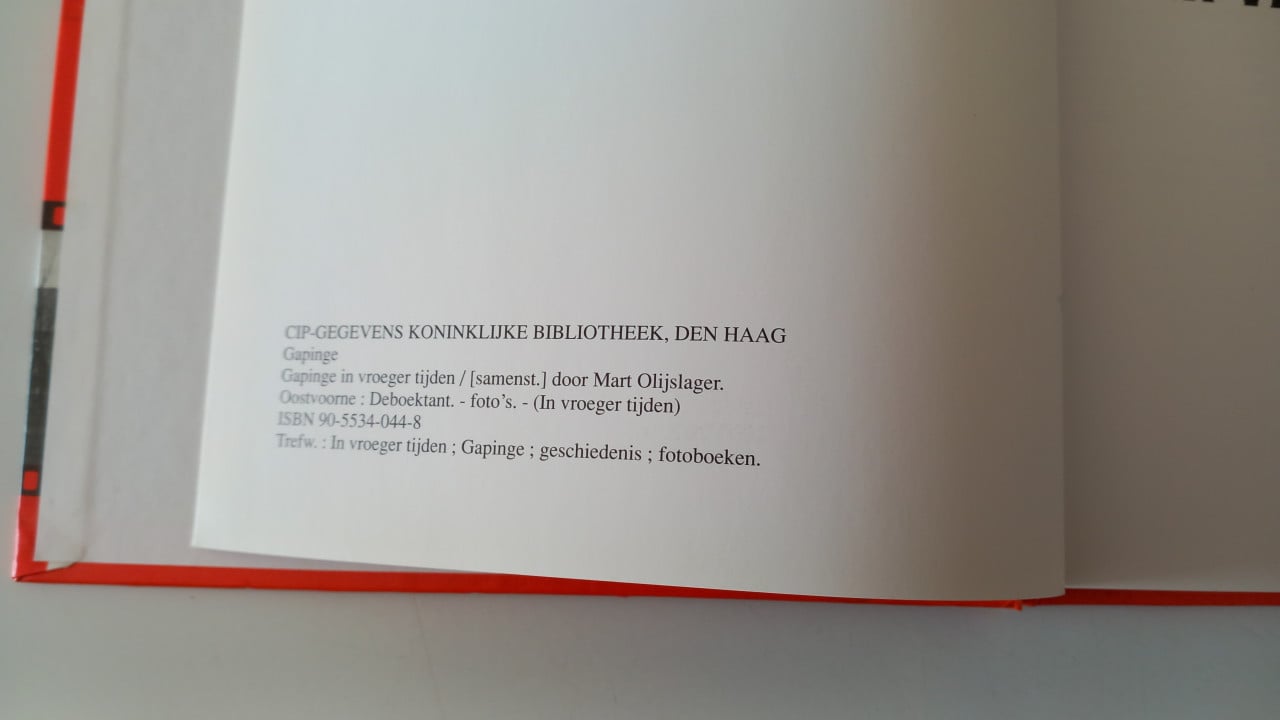 CIP-GEGEVENS KONINKLIJKE BIBLIOTHEEK, DEN HAAG
Gapinge
Gapinge in vroeger tijden / [samenst.] door Mart Olijslager.
Oostvoorne : Deboektant. - foto's. - (In vroeger tijden)
ISBN 90-5534-044-8
Trefw. : In vroeger tijden ; Gapinge ; geschiedenis ; fotoboeken.